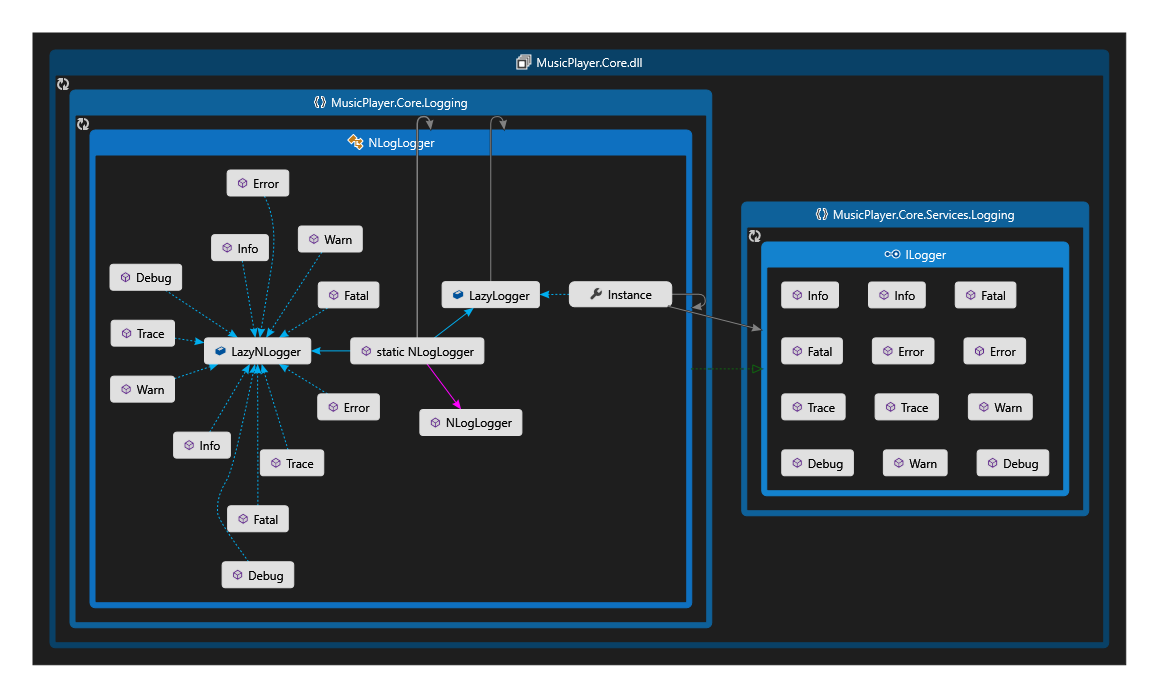 MusicPlayer.Core.dll
MusicPlayer.Core.Logging
NLogLogger
Error
Info
Warn
Debug
Fatal
LazyLogger
Instance
Trace
LazyNLogger
static NLogLogger
Warn
Error
NLogLogger
Info
Trace
Fatal
Debug
MusicPlayer.Core.Services.Logging
ILogger
Info Info Fatal
Fatal Error Error
Trace Trace Warn
Debug Warn Debug